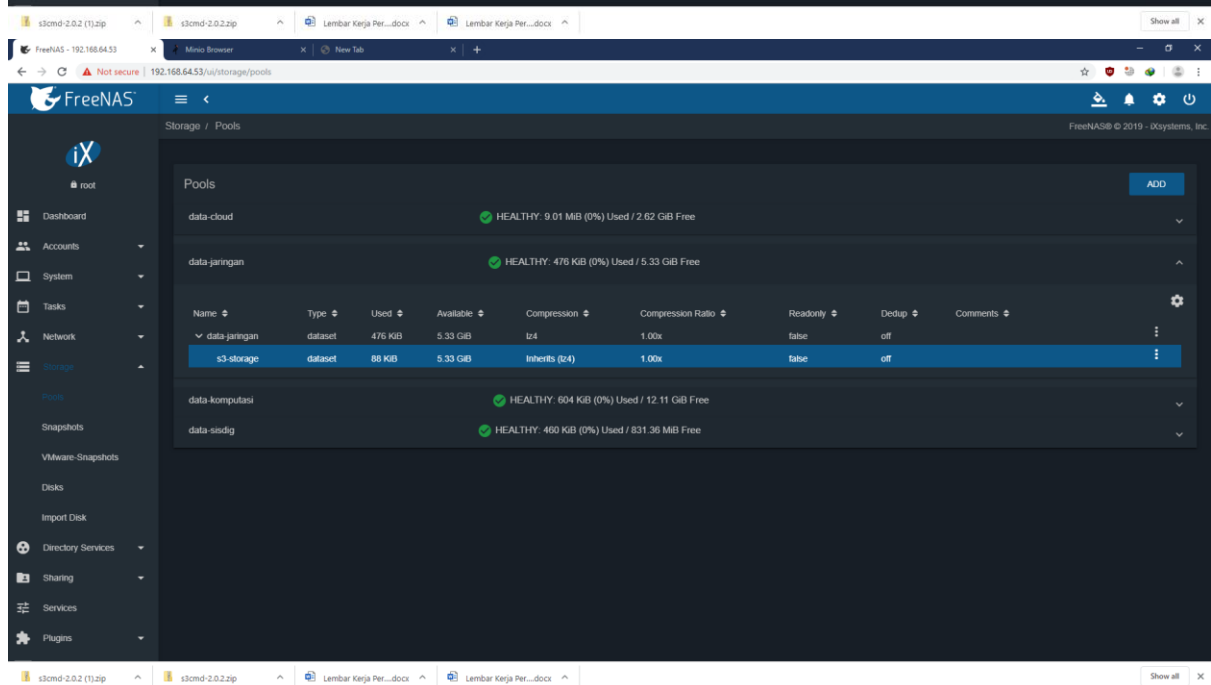 s3cmd-2.0.2 (1).zip s3cmd-2.0.2.zip Lembar Kerja Per....docx Lembar Kerja Per....docx Show all
FreeNAS - 192.168.64.53 Minio Browser New Tab
Not secure 192.168.64.53/ui/storage/pools
FreeNAS
Storage / Pools FreeNAS® © 2019 - iXsystems, Inc.
iX
root
Dashboard
Accounts
System
Tasks
Network
Storage
Pools
Snapshots
VMware-Snapshots
Disks
Import Disk
Directory Services
Sharing
Services
Plugins
Pools ADD
data-cloud HEALTHY: 9.01 MiB (0%) Used / 2.62 GiB Free
data-jaringan HEALTHY: 476 KiB (0%) Used / 5.33 GiB Free
Name Type Used Available Compression Compression Ratio Readonly Dedup Comments
data-jaringan dataset 476 KiB 5.33 GiB lz4 1.00x false off
s3-storage dataset 88 KiB 5.33 GiB Inherits (lz4) 1.00x false off
data-komputasi HEALTHY: 604 KiB (0%) Used / 12.11 GiB Free
data-sisdig HEALTHY: 460 KiB (0%) Used / 831.36 MiB Free
s3cmd-2.0.2 (1).zip s3cmd-2.0.2.zip Lembar Kerja Per....docx Lembar Kerja Per....docx Show all